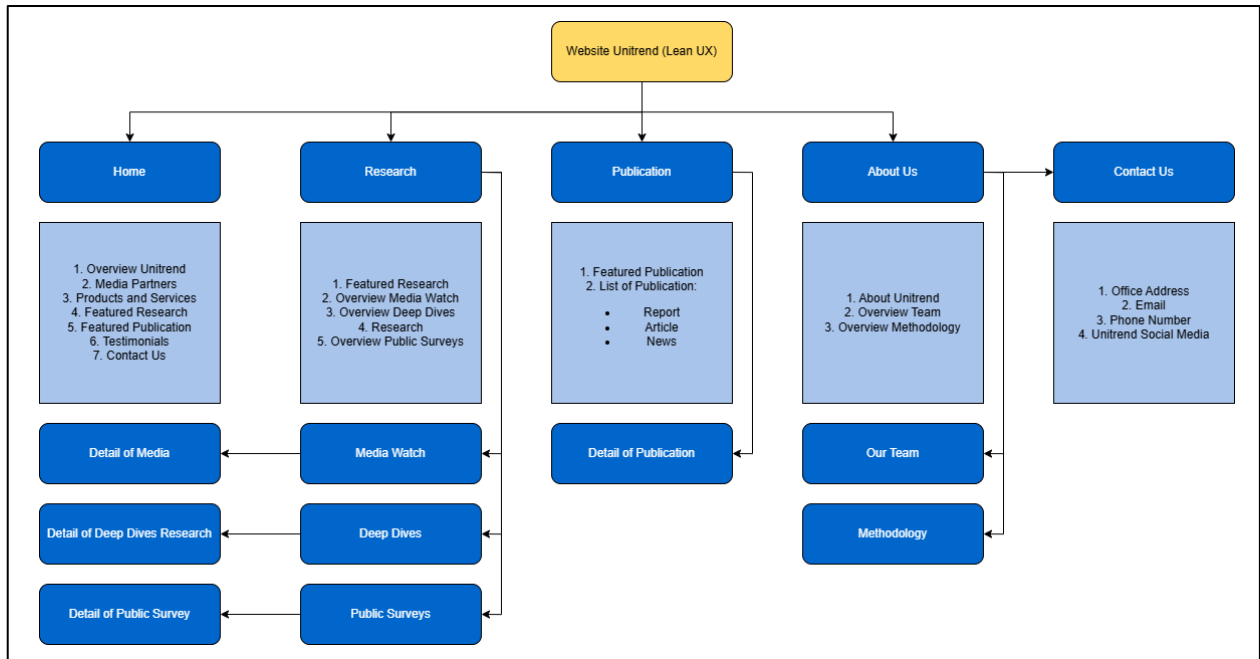 Website Unitrend (Lean UX)
Home
Research
Publication
About Us
Contact Us
1. Overview Unitrend
2. Media Partners
3. Products and Services
4. Featured Research
5. Featured Publication
6. Testimonials
7. Contact Us
1. Featured Research
2. Overview Media Watch
3. Overview Deep Dives
4. Research
5. Overview Public Surveys
1. Featured Publication
2. List of Publication:
• Report
• Article
• News
1. About Unitrend
2. Overview Team
3. Overview Methodology
1. Office Address
2. Email
3. Phone Number
4. Unitrend Social Media
Detail of Media
Media Watch
Detail of Publication
Our Team
Detail of Deep Dives Research
Deep Dives
Methodology
Detail of Public Survey
Public Surveys